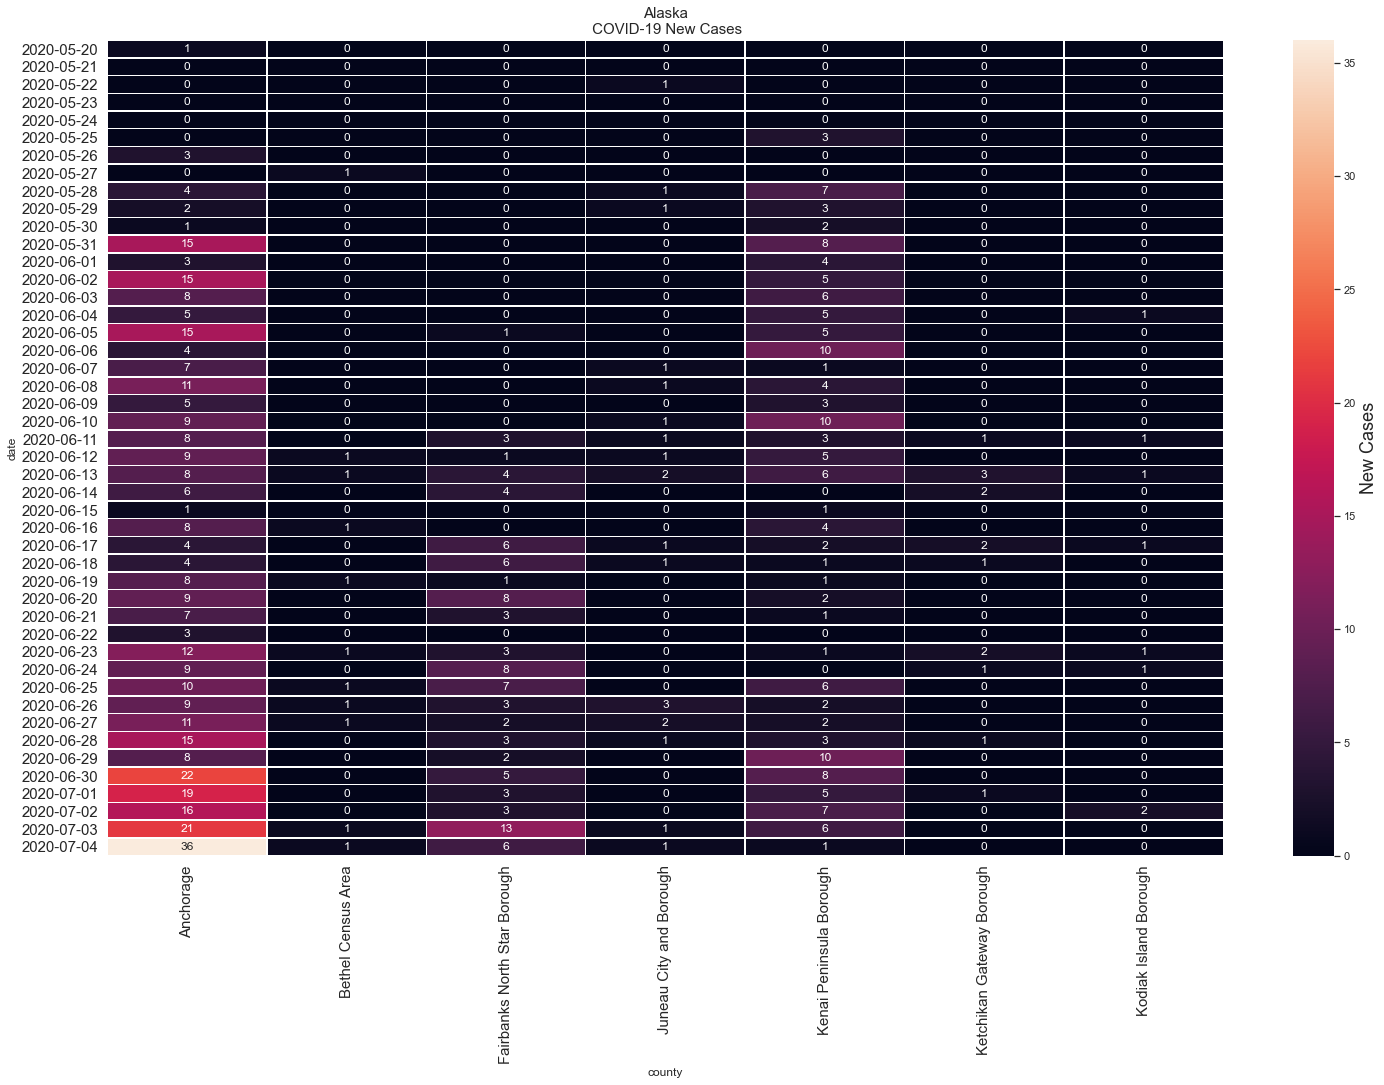 Alaska
COVID-19 New Cases
2020-05-20 1 0 0 0 0 0 0
2020-05-21 0 0 0 0 0 0 0
2020-05-22 0 0 0 1 0 0 0
2020-05-23 0 0 0 0 0 0 0
2020-05-24 0 0 0 0 0 0 0
2020-05-25 0 0 0 0 3 0 0
2020-05-26 3 0 0 0 0 0 0
2020-05-27 0 1 0 0 0 0 0
2020-05-28 4 0 0 1 7 0 0
2020-05-29 2 0 0 1 3 0 0
2020-05-30 1 0 0 0 2 0 0
2020-05-31 15 0 0 0 8 0 0
2020-06-01 3 0 0 0 4 0 0
2020-06-02 15 0 0 0 5 0 0
2020-06-03 8 0 0 0 6 0 0
2020-06-04 5 0 0 0 5 0 1
2020-06-05 15 0 1 0 5 0 0
2020-06-06 4 0 0 0 10 0 0
2020-06-07 7 0 0 1 1 0 0
2020-06-08 11 0 0 1 4 0 0
2020-06-09 5 0 0 0 3 0 0
2020-06-10 9 0 0 1 10 0 0
2020-06-11 8 0 3 1 3 1 1
2020-06-12 9 1 1 1 5 0 0
2020-06-13 8 1 4 2 6 3 1
2020-06-14 6 0 4 0 0 2 0
2020-06-15 1 0 0 0 1 0 0
2020-06-16 8 1 0 0 4 0 0
2020-06-17 4 0 6 1 2 2 1
2020-06-18 4 0 6 1 1 1 0
2020-06-19 8 1 1 0 1 0 0
2020-06-20 9 0 8 0 2 0 0
2020-06-21 7 0 3 0 1 0 0
2020-06-22 3 0 0 0 0 0 0
2020-06-23 12 1 3 0 1 2 1
2020-06-24 9 0 8 0 0 1 1
2020-06-25 10 1 7 0 6 0 0
2020-06-26 9 1 3 3 2 0 0
2020-06-27 11 1 2 2 2 0 0
2020-06-28 15 0 3 1 3 1 0
2020-06-29 8 0 2 0 10 0 0
2020-06-30 22 0 5 0 8 0 0
2020-07-01 19 0 3 0 5 1 0
2020-07-02 16 0 3 0 7 0 2
2020-07-03 21 1 13 1 6 0 0
2020-07-04 36 1 6 1 1 0 0
date
Anchorage
Bethel Census Area
Fairbanks North Star Borough
Juneau City and Borough
Kenai Peninsula Borough
Ketchikan Gateway Borough
Kodiak Island Borough
county
35
30
25
20
15
10
5
0
New Cases